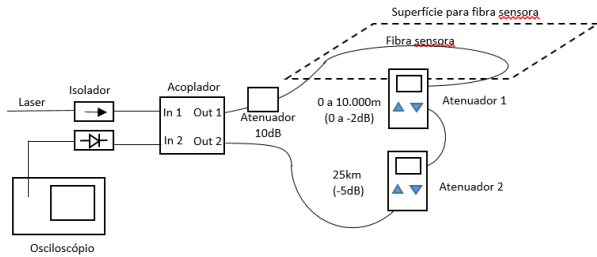 Superfície para fibra sensora
Fibra sensora
Isolador
Acoplador
Laser
In 1
Out 1
In 2
Out 2
Atenuador
10dB
0 a 10.000m
(0 a -2dB)
Atenuador 1
25km
(-5dB)
Atenuador 2
Osciloscópio